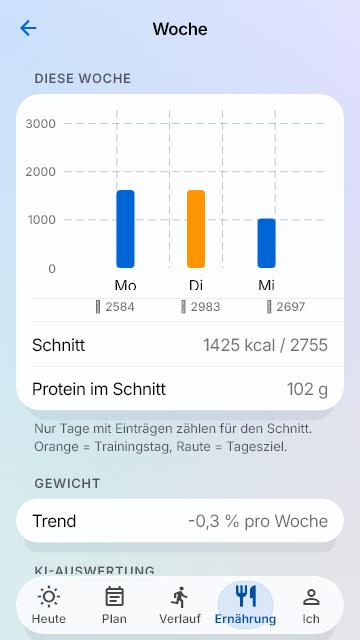 Woche
DIESE WOCHE
3000
2000
1000
0
Mo Di Mi
2584 2983 2697
Schnitt 1425 kcal / 2755
Protein im Schnitt 102 g
Nur Tage mit Einträgen zählen für den Schnitt.
Orange = Trainingstag, Raute = Tagesziel.
GEWICHT
Trend -0,3 % pro Woche
KI-AUSWERTUNG
Heute Plan Verlauf Ernährung Ich